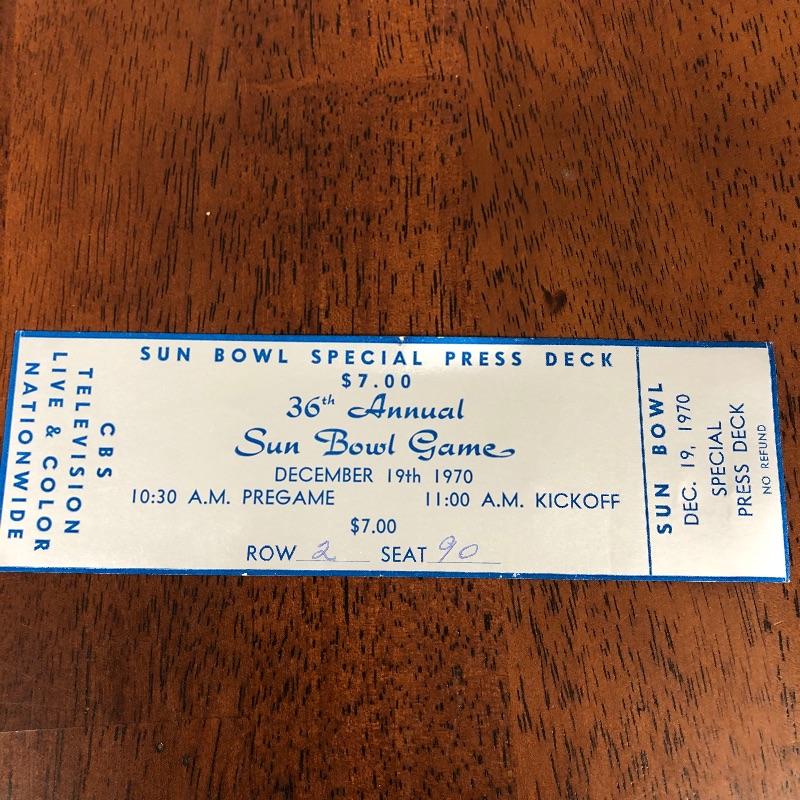 CBS
TELEVISION
LIVE & COLOR
NATIONWIDE
SUN BOWL SPECIAL PRESS DECK
$7.00
36th Annual
Sun Bowl Game
DECEMBER 19th 1970
10:30 A.M. PREGAME 11:00 A.M. KICKOFF
$7.00
ROW 2 SEAT 90
SUN BOWL
DEC. 19, 1970
SPECIAL
PRESS DECK
NO REFUND